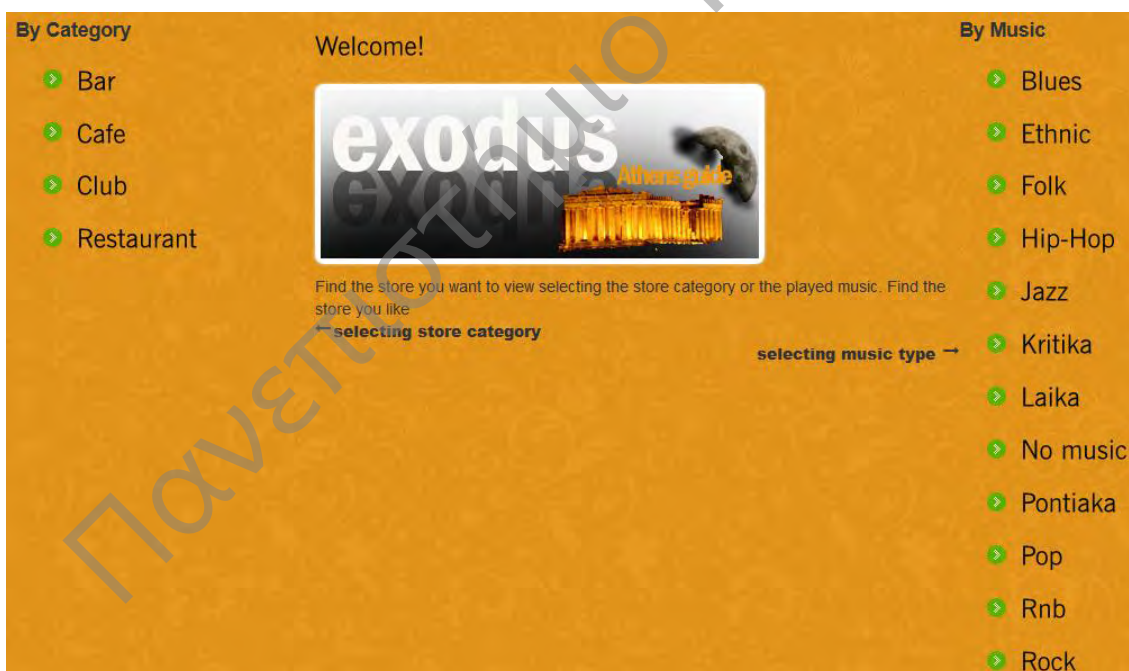 By Category
Bar
Cafe
Club
Restaurant
Welcome!
exodus
Athens guide
Find the store you want to view selecting the store category or the played music. Find the
store you like
←selecting store category
selecting music type →
By Music
Blues
Ethnic
Folk
Hip-Hop
Jazz
Kritika
Laika
No music
Pontiaka
Pop
Rnb
Rock
Πανεπιστήμιο